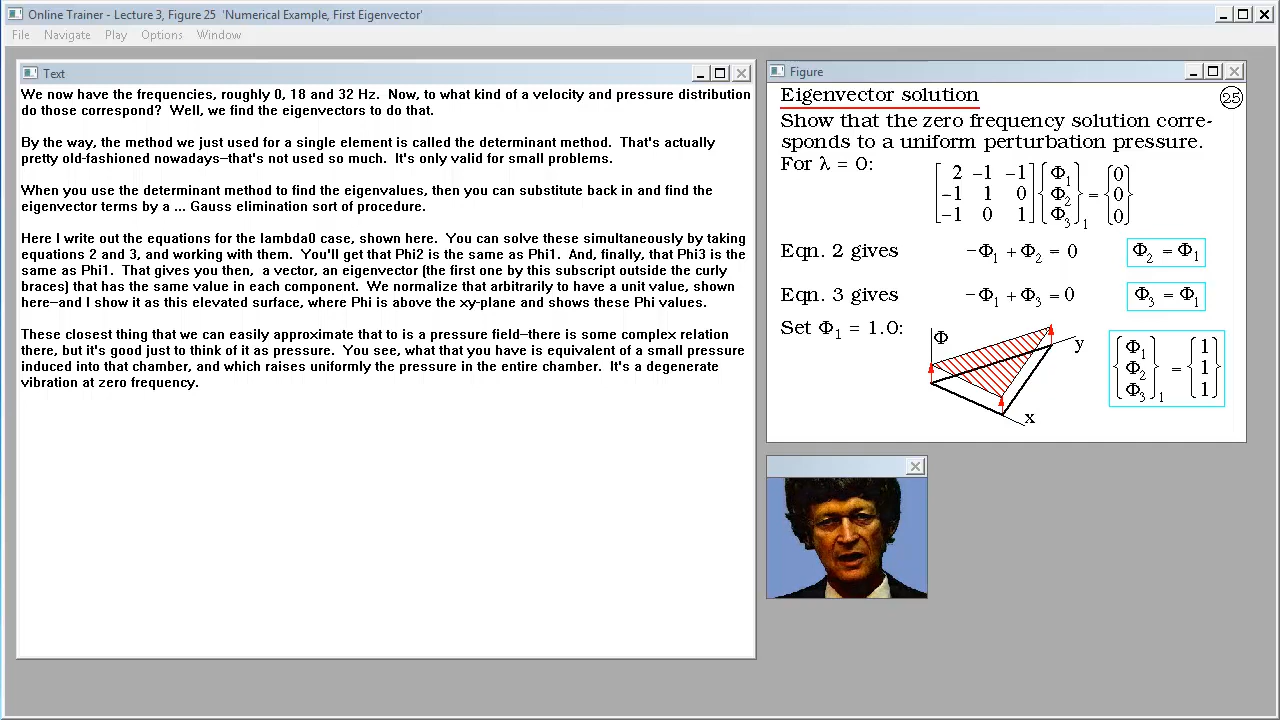 Online Trainer - Lecture 3, Figure 25 'Numerical Example, First Eigenvector'
File Navigate Play Options Window
Text
We now have the frequencies, roughly 0, 18 and 32 Hz. Now, to what kind of a velocity and pressure distribution
do those correspond? Well, we find the eigenvectors to do that.
By the way, the method we just used for a single element is called the determinant method. That's actually
pretty old-fashioned nowadays–that's not used so much. It's only valid for small problems.
When you use the determinant method to find the eigenvalues, then you can substitute back in and find the
eigenvector terms by a ... Gauss elimination sort of procedure.
Here I write out the equations for the lambda0 case, shown here. You can solve these simultaneously by taking
equations 2 and 3, and working with them. You'll get that Phi2 is the same as Phi1. And, finally, that Phi3 is the
same as Phi1. That gives you then, a vector, an eigenvector (the first one by this subscript outside the curly
braces) that has the same value in each component. We normalize that arbitrarily to have a unit value, shown
here–and I show it as this elevated surface, where Phi is above the xy-plane and shows these Phi values.
These closest thing that we can easily approximate that to is a pressure field–there is some complex relation
there, but it's good just to think of it as pressure. You see, what that you have is equivalent of a small pressure
induced into that chamber, and which raises uniformly the pressure in the entire chamber. It's a degenerate
vibration at zero frequency.
Figure
Eigenvector solution
25
Show that the zero frequency solution corre-
sponds to a uniform perturbation pressure.
For λ = 0:
2 −1 −1 Φ1 0
−1 1 0 Φ2 = 0
−1 0 1 Φ3 1 0
Eqn. 2 gives −Φ1 + Φ2 = 0 Φ2 = Φ1
Eqn. 3 gives −Φ1 + Φ3 = 0 Φ3 = Φ1
Set Φ1 = 1.0:
Φ
y
x
Φ1 1
Φ2 = 1
Φ3 1 1